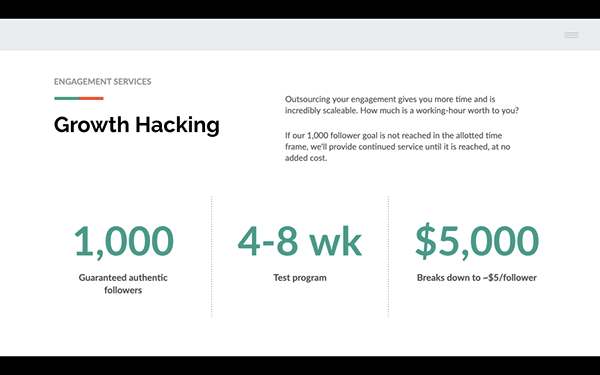 ENGAGEMENT SERVICES
Growth Hacking
Outsourcing your engagement gives you more time and is
incredibly scaleable. How much is a working-hour worth to you?
If our 1,000 follower goal is not reached in the allotted time
frame, we'll provide continued service until it is reached, at no
added cost.
1,000
Guaranteed authentic
followers
4-8 wk
Test program
$5,000
Breaks down to ~$5/follower